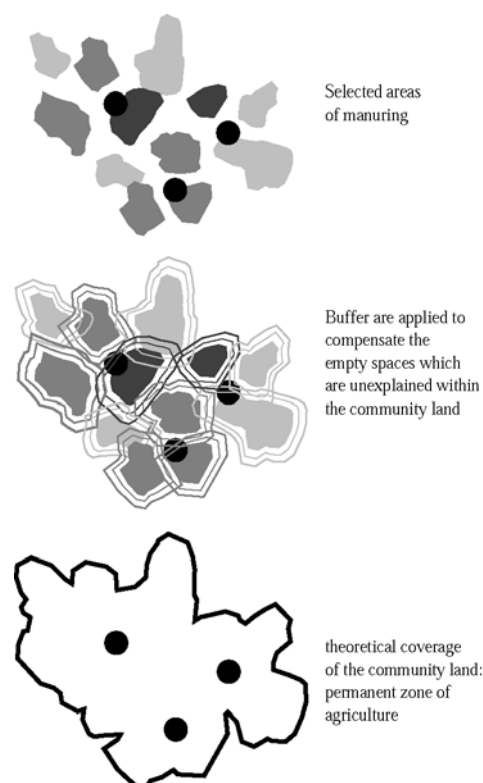 Selected areas
of manuring
Buffer are applied to
compensate the
empty spaces which
are unexplained within
the community land
theoretical coverage
of the community land:
permanent zone of
agriculture